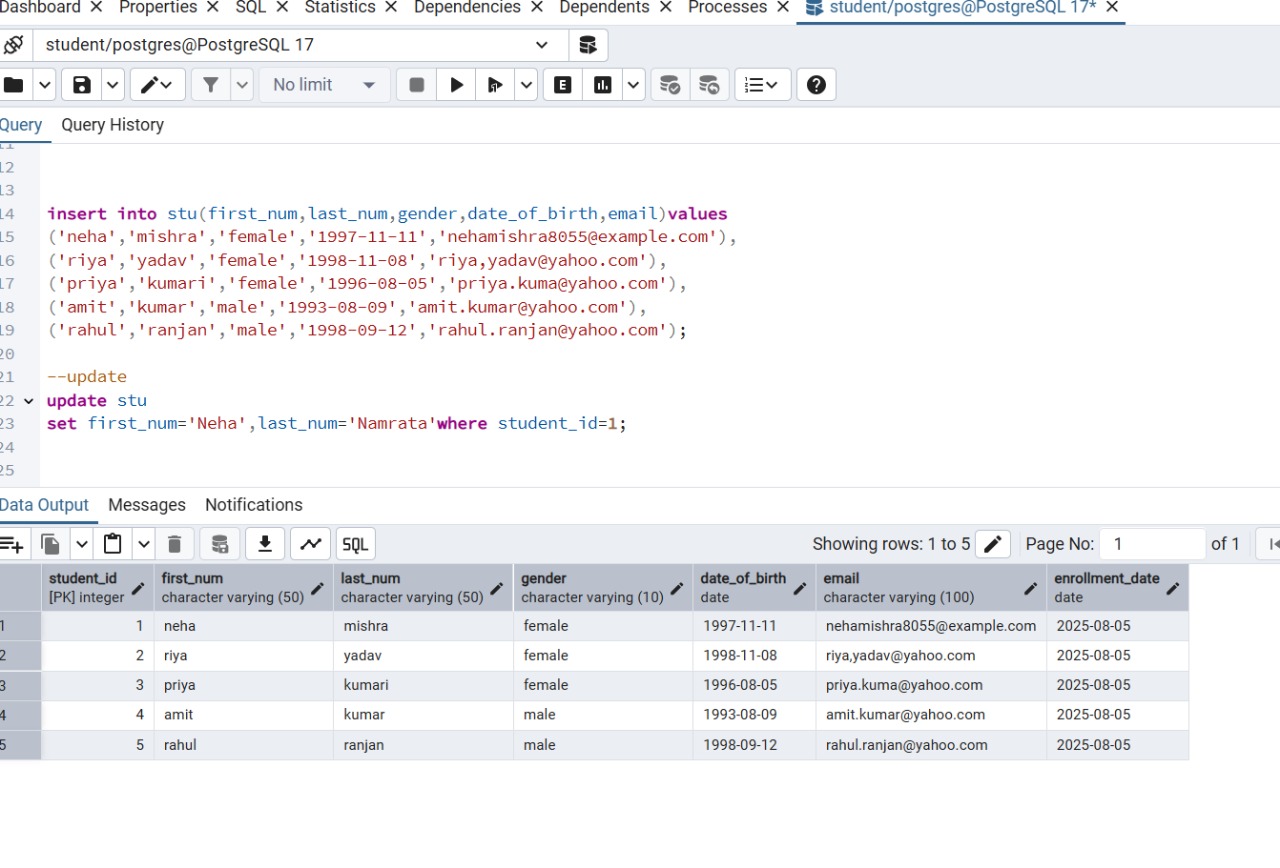 Dashboard Properties SQL Statistics Dependencies Dependents Processes student/postgres@PostgreSQL 17*
student/postgres@PostgreSQL 17
No limit
Query Query History
11
12
13
14 insert into stu(first_num,last_num,gender,date_of_birth,email)values
15 ('neha','mishra','female','1997-11-11','nehamishra8055@example.com'),
16 ('riya','yadav','female','1998-11-08','riya,yadav@yahoo.com'),
17 ('priya','kumari','female','1996-08-05','priya.kuma@yahoo.com'),
18 ('amit','kumar','male','1993-08-09','amit.kumar@yahoo.com'),
19 ('rahul','ranjan','male','1998-09-12','rahul.ranjan@yahoo.com');
20
21 --update
22 update stu
23 set first_num='Neha',last_num='Namrata'where student_id=1;
24
25
Data Output Messages Notifications
SQL Showing rows: 1 to 5 Page No: 1 of 1
student_id first_num last_num gender date_of_birth email enrollment_date
[PK] integer character varying (50) character varying (50) character varying (10) date character varying (100) date
1 1 neha mishra female 1997-11-11 nehamishra8055@example.com 2025-08-05
2 2 riya yadav female 1998-11-08 riya,yadav@yahoo.com 2025-08-05
3 3 priya kumari female 1996-08-05 priya.kuma@yahoo.com 2025-08-05
4 4 amit kumar male 1993-08-09 amit.kumar@yahoo.com 2025-08-05
5 5 rahul ranjan male 1998-09-12 rahul.ranjan@yahoo.com 2025-08-05